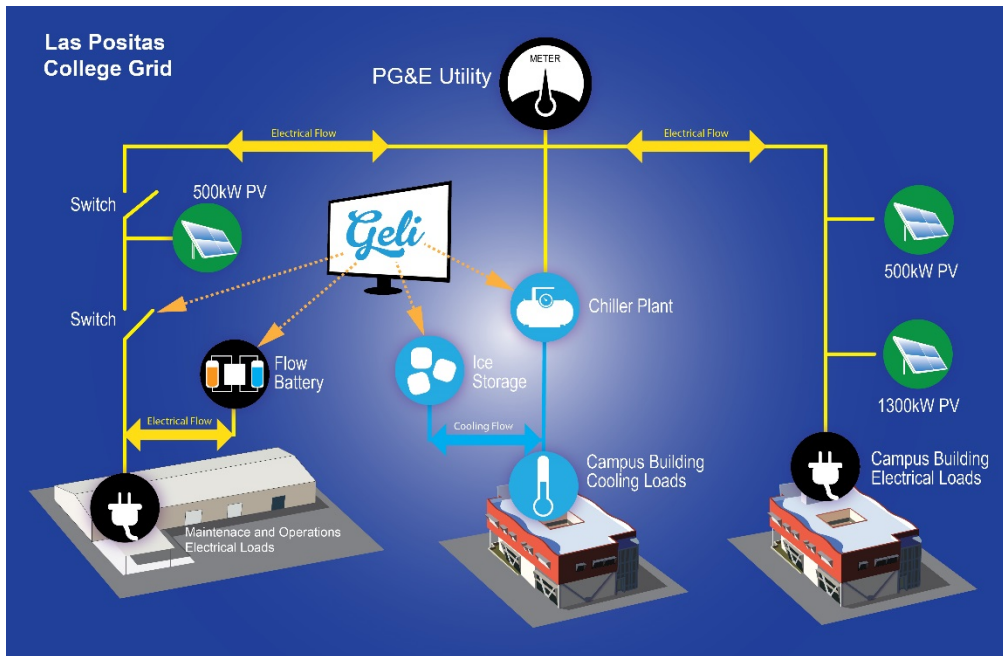 Las Positas
College Grid
METER
PG&E Utility
Electrical Flow
Electrical Flow
Switch
500kW PV
Geli
500kW PV
Switch
Chiller Plant
Flow
Battery
Ice
Storage
1300kW PV
Electrical Flow
Cooling Flow
Campus Building
Cooling Loads
Campus Building
Electrical Loads
Maintenace and Operations
Electrical Loads